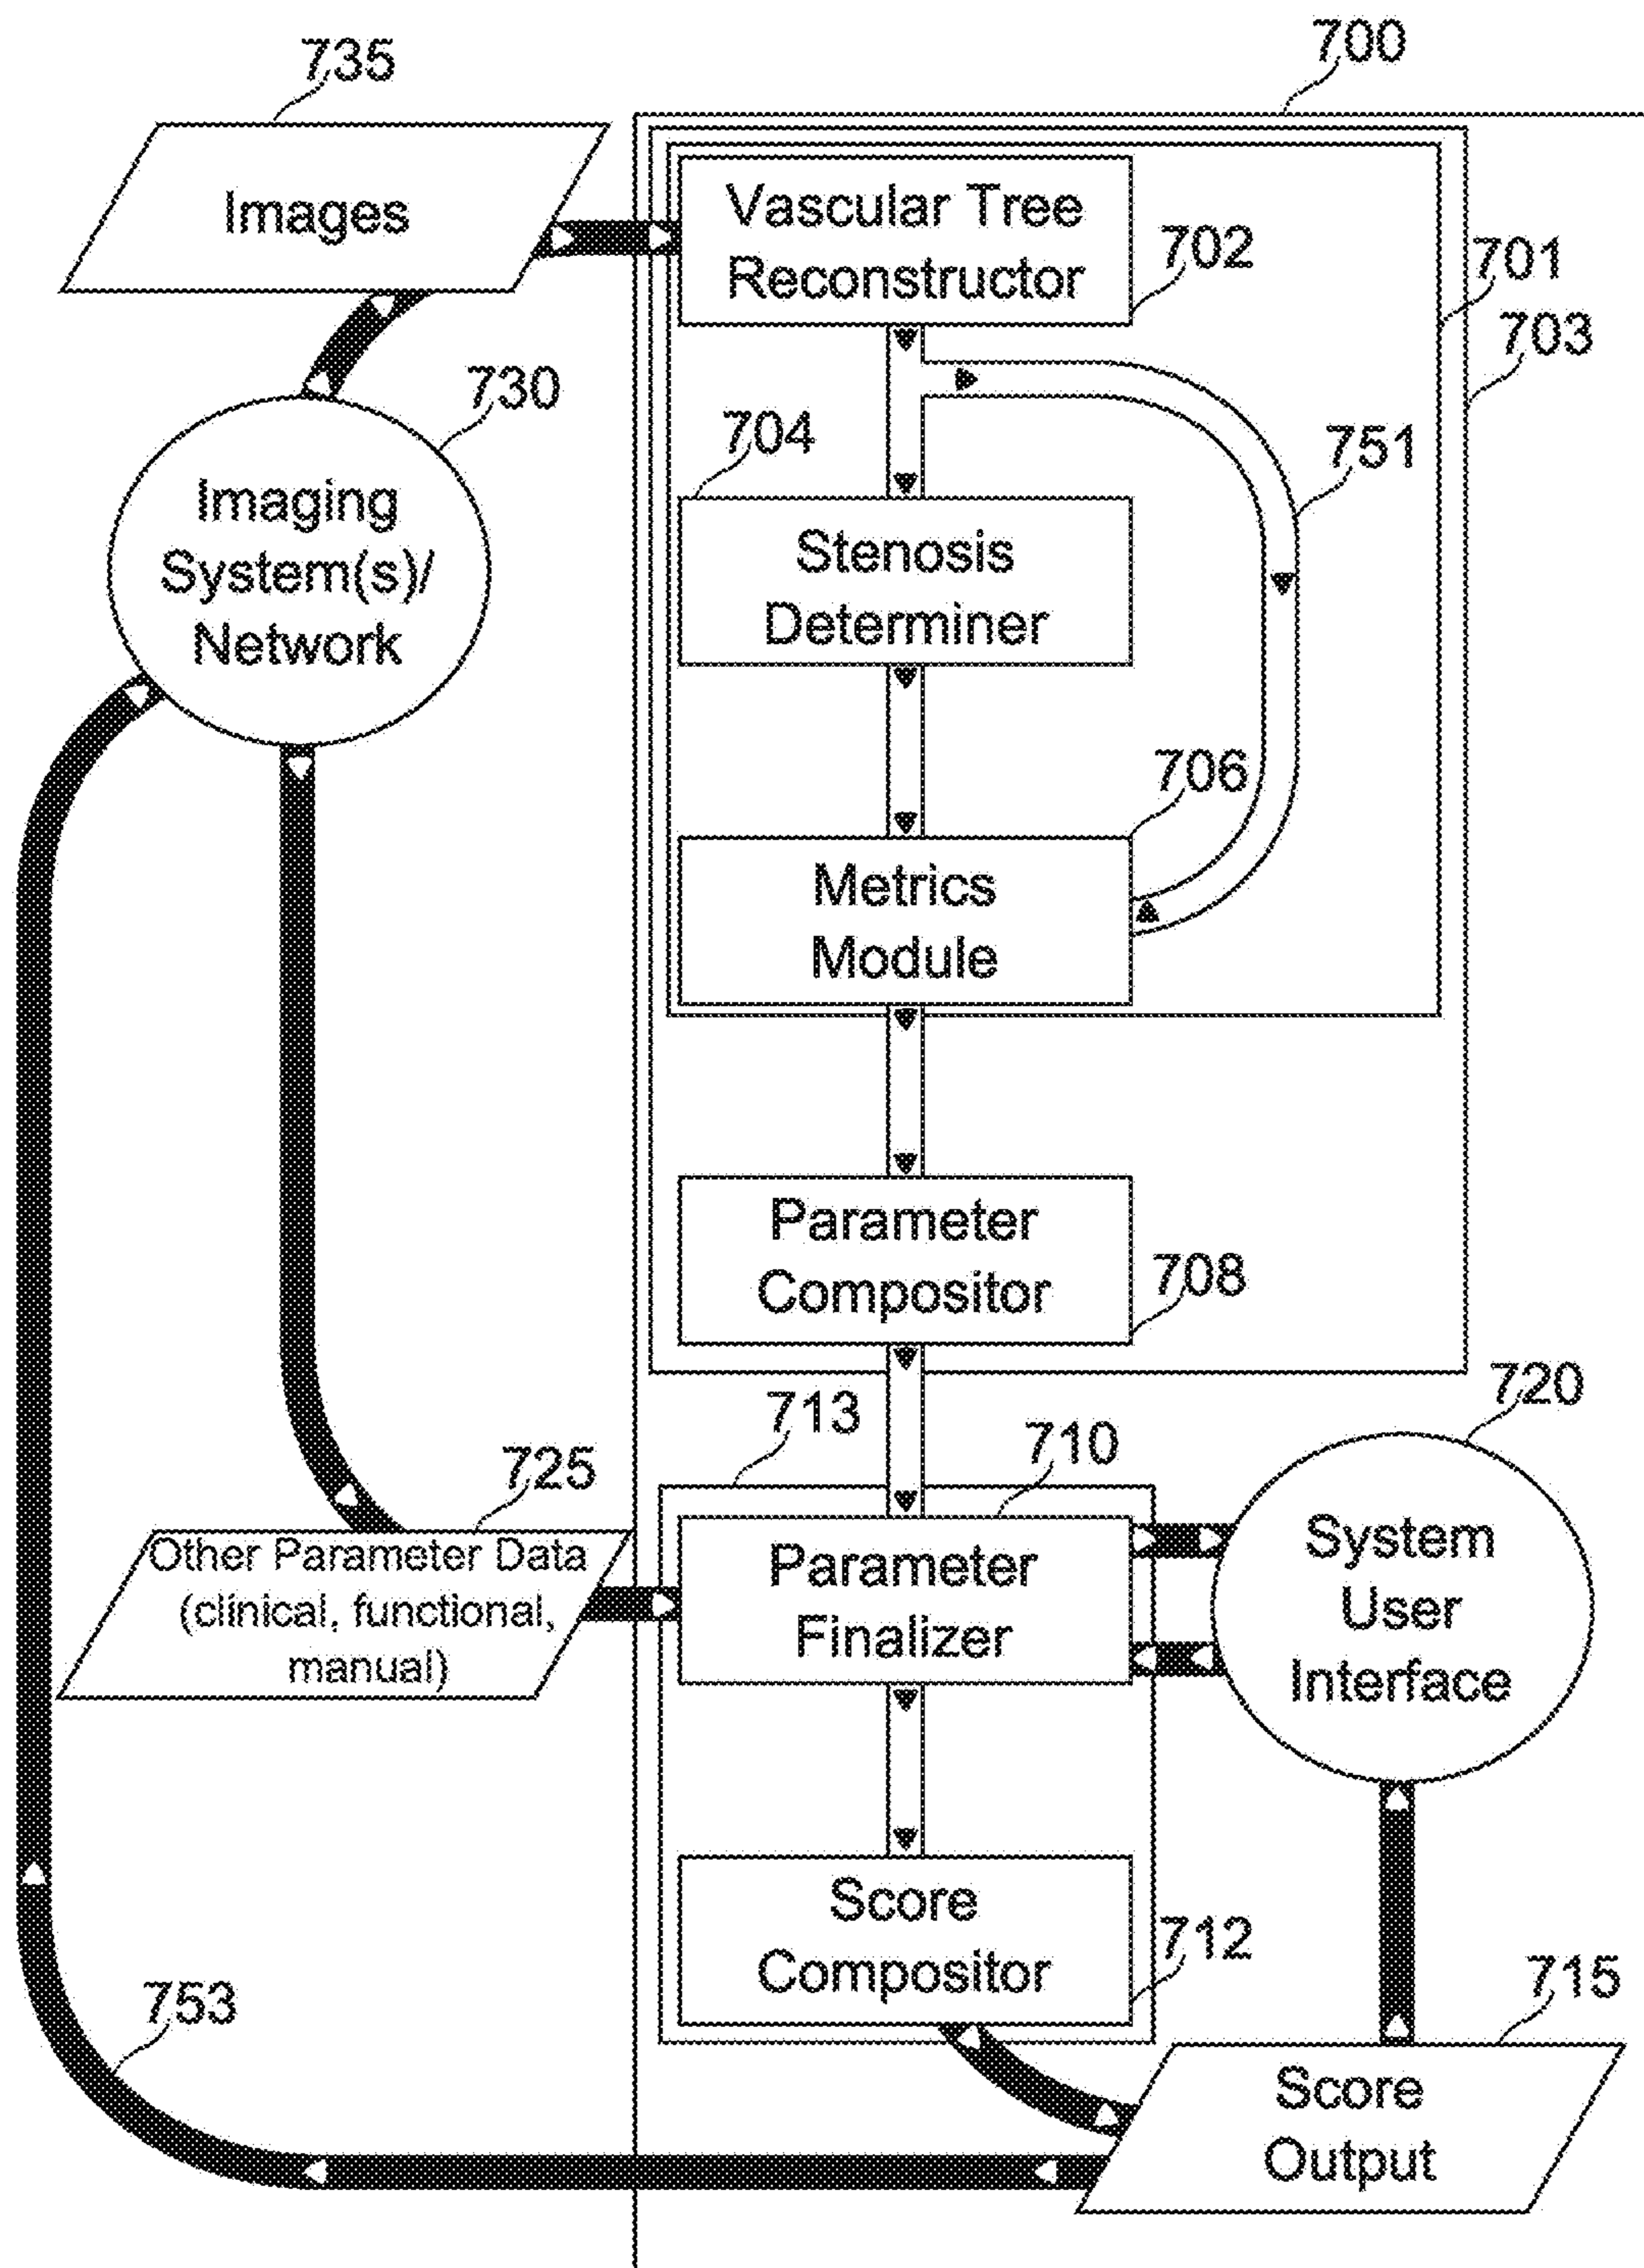 700
735
Images
Vascular Tree
Reconstructor
702
701
703
730
Imaging
System(s)/
Network
704
751
Stenosis
Determiner
706
Metrics
Module
Parameter
Compositor
708
713
710
720
725
Other Parameter Data
(clinical, functional,
manual)
Parameter
Finalizer
System
User
Interface
Score
Compositor
712
753
715
Score
Output